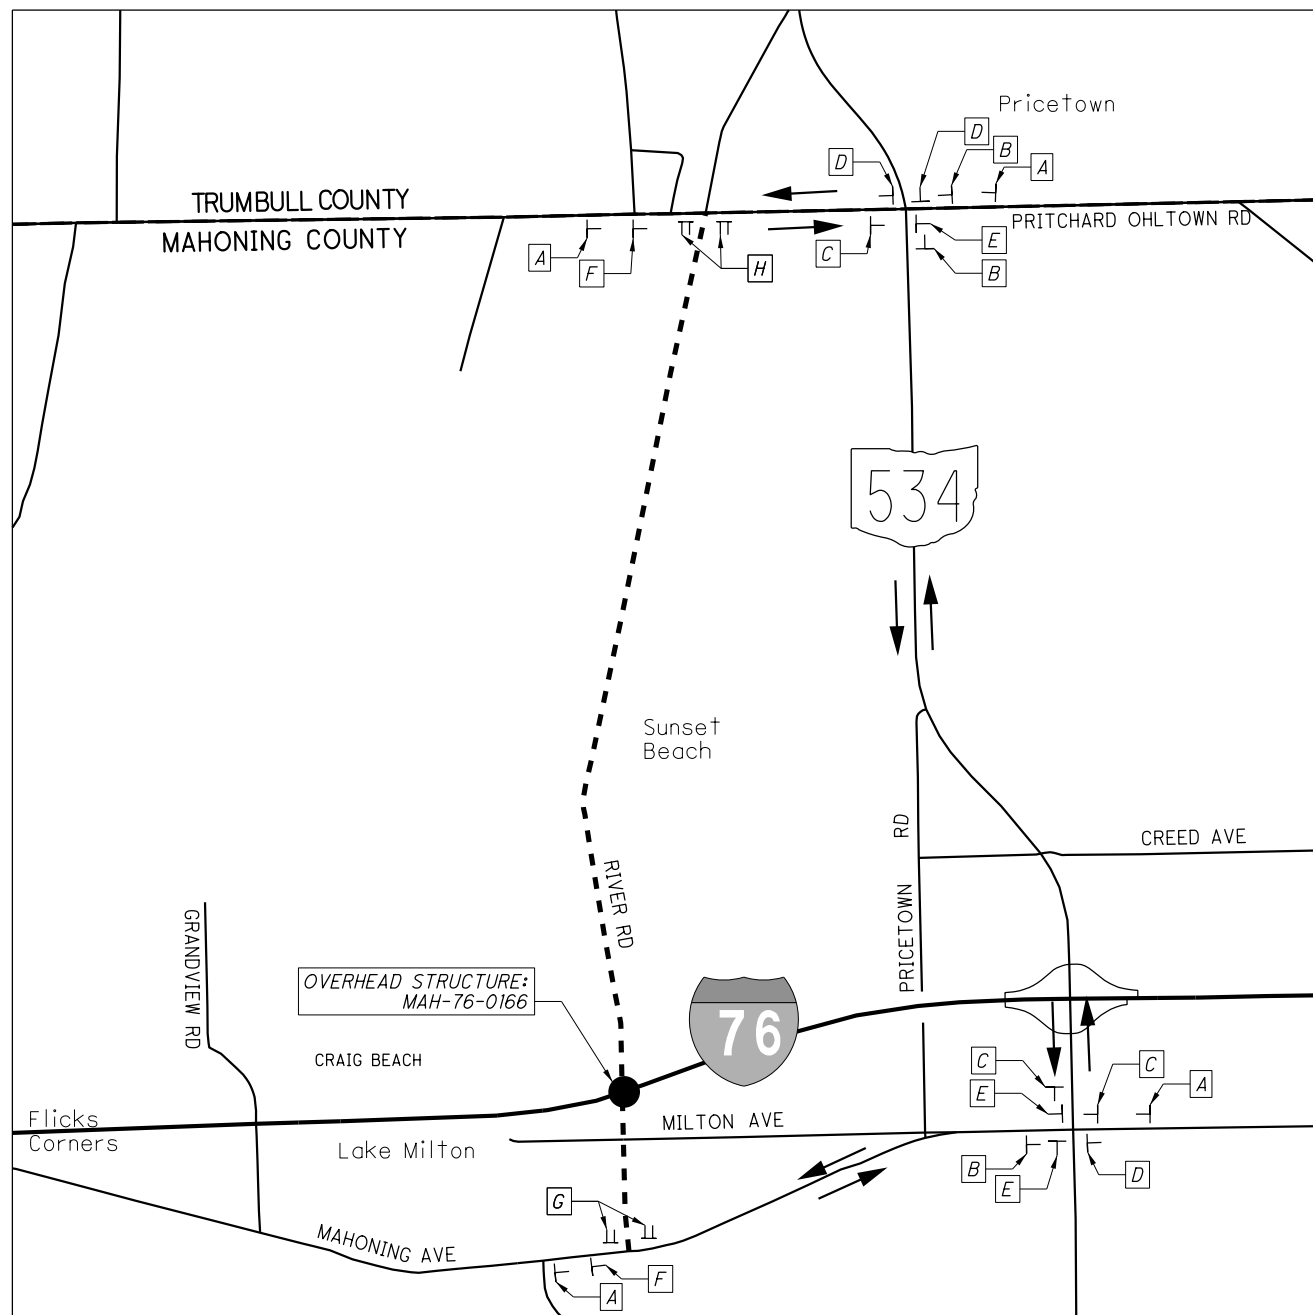 Pricetown
D
B
D
A
TRUMBULL COUNTY
MAHONING COUNTY
PRITCHARD OHLTOWN RD
A
F
H
C
E
B
534
Sunset
Beach
RD
CREED AVE
RIVER RD
PRICETOWN
GRANDVIEW RD
OVERHEAD STRUCTURE:
MAH-76-0166
76
CRAIG BEACH
C
C
A
E
Flicks
Corners
MILTON AVE
Lake Milton
B
E
D
G
MAHONING AVE
F
A